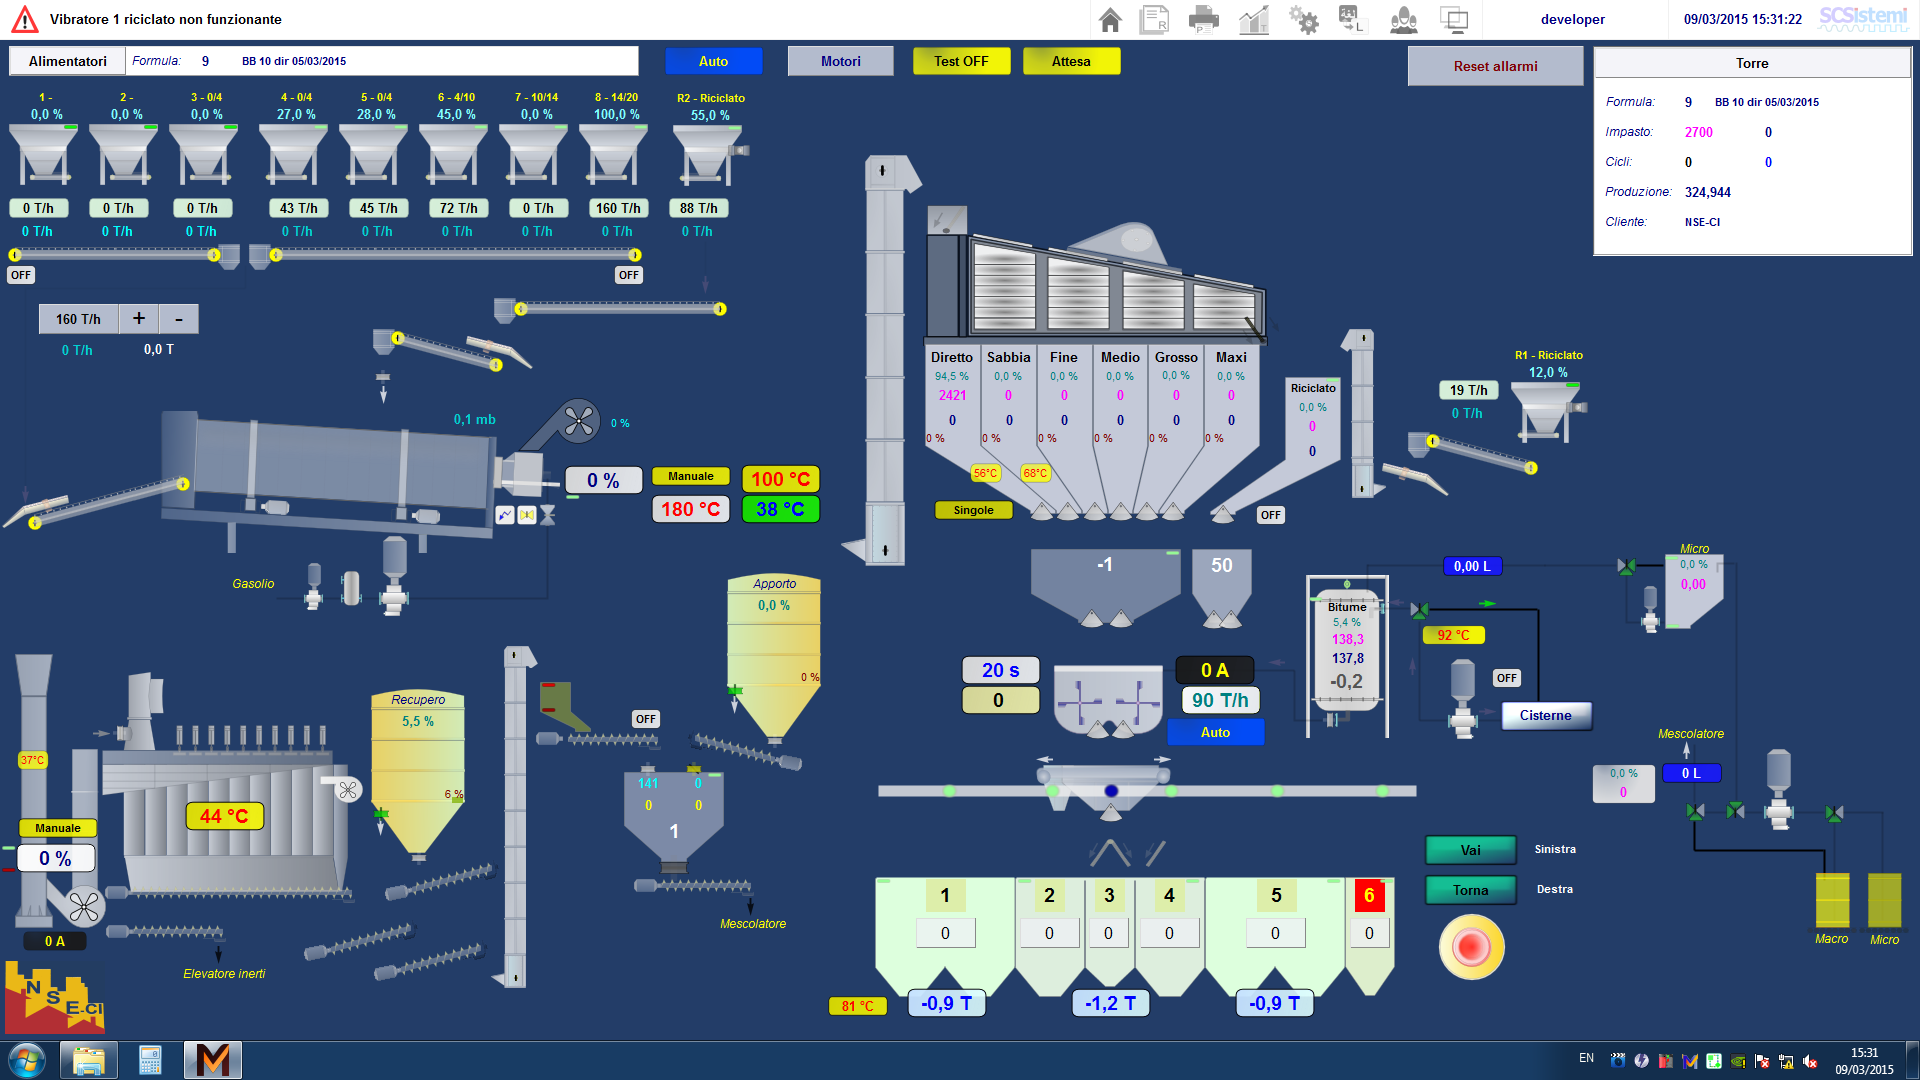 Vibratore 1 riciclato non funzionante
developer
09/03/2015 15:31:22
SCSistemi
Alimentatori
Formula: 9 BB 10 dir 05/03/2015
Auto
Motori
Test OFF
Attesa
Reset allarmi
Torre
Formula: 9 BB 10 dir 05/03/2015
Impasto: 2700 0
Cicli: 0 0
Produzione: 324,944
Cliente: NSE-CI
1 - 2 - 3 - 0/4 4 - 0/4 5 - 0/4 6 - 4/10 7 - 10/14 8 - 14/20 R2 - Riciclato
0,0 % 0,0 % 0,0 % 27,0 % 28,0 % 45,0 % 0,0 % 100,0 % 55,0 %
0 T/h 0 T/h 0 T/h 43 T/h 45 T/h 72 T/h 0 T/h 160 T/h 88 T/h
0 T/h 0 T/h 0 T/h 0 T/h 0 T/h 0 T/h 0 T/h 0 T/h 0 T/h
OFF OFF
160 T/h + -
0 T/h 0,0 T
0,1 mb
0 %
0 % Manuale 100 °C
180 °C 38 °C
Gasolio
Diretto Sabbia Fine Medio Grosso Maxi
94,5 % 0,0 % 0,0 % 0,0 % 0,0 % 0,0 %
2421 0 0 0 0 0
0 0 0 0 0 0
0 % 0 % 0 % 0 % 0 % 0 %
56°C 68°C
Singole
Riciclato
0,0 %
0
0
OFF
R1 - Riciclato
12,0 %
19 T/h
0 T/h
-1 50
Apporto
0,0 %
0 %
20 s
0
0 A
90 T/h
Auto
Bitume
5,4 %
138,3
137,8
-0,2
0,00 L
Micro
0,0 %
0,00
92 °C
OFF
Cisterne
Mescolatore
0,0 %
0
0 L
Macro Micro
37°C
Manuale
0 %
0 A
44 °C
Recupero
5,5 %
6 %
Elevatore inerti
OFF
141 0
0 0
1
Mescolatore
Vai Sinistra
Torna Destra
1 2 3 4 5 6
0 0 0 0 0 0
81 °C -0,9 T -1,2 T -0,9 T
NSE-CI
EN
15:31
09/03/2015